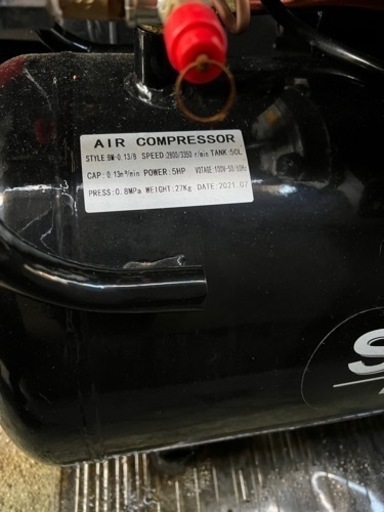 AIR COMPRESSOR
STYLE:BM-0.13/8 SPEED:2800/3350 r/min TANK:50L
CAP: 0.13m³/min POWER:5HP VOTAGE:100V-50/60Hz
PRESS:0.8MPa WEIGHT:27Kg DATE:2021.07
S